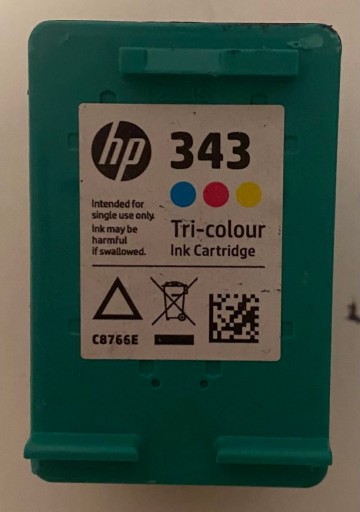 hp 343
Intended for
single use only.
Ink may be
harmful
if swallowed.
Tri-colour
Ink Cartridge
C8766E